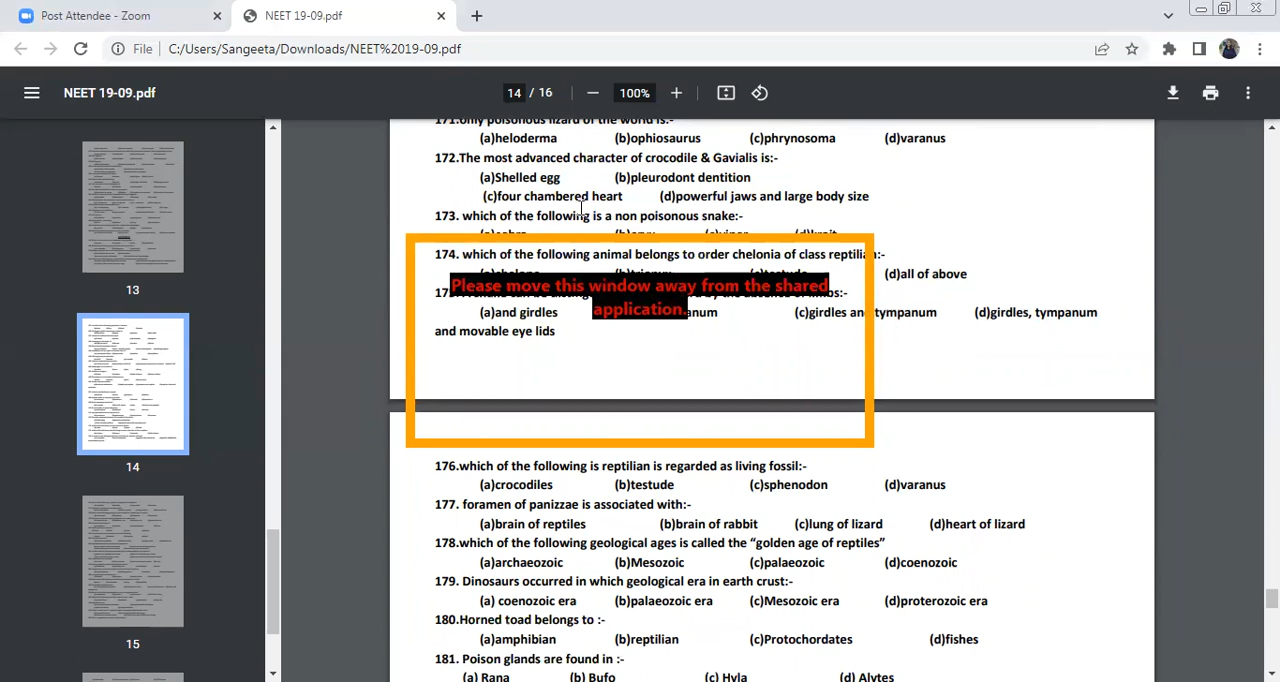 Post Attendee - Zoom
NEET 19-09.pdf
File
C:/Users/Sangeeta/Downloads/NEET%2019-09.pdf
NEET 19-09.pdf
14 / 16
100%
13
14
15
171.only poisonous lizard of the world is:-
(a)heloderma (b)ophiosaurus (c)phrynosoma (d)varanus
172.The most advanced character of crocodile & Gavialis is:-
(a)Shelled egg (b)pleurodont dentition
(c)four chambered heart (d)powerful jaws and large body size
173. which of the following is a non poisonous snake:-
174. which of the following animal belongs to order chelonia of class reptilian:-
(d)all of above
Please move this window away from the shared
application.
(a)and girdles (c)girdles and tympanum (d)girdles, tympanum
and movable eyelids
176.which of the following is reptilian is regarded as living fossil:-
(a)crocodiles (b)testude (c)sphenodon (d)varanus
177. foramen of panizzae is associated with:-
(a)brain of reptiles (b)brain of rabbit (c)lung of lizard (d)heart of lizard
178.which of the following geological ages is called the “golden age of reptiles”
(a)archaeozoic (b)Mesozoic (c)palaeozoic (d)coenozoic
179. Dinosaurs occurred in which geological era in earth crust:-
(a) coenozoic era (b)palaeozoic era (c)Mesozoic era (d)proterozoic era
180.Horned toad belongs to :-
(a)amphibian (b)reptilian (c)Protochordates (d)fishes
181. Poison glands are found in :-
(a) Rana (b) Bufo (c) Hyla (d) Alytes